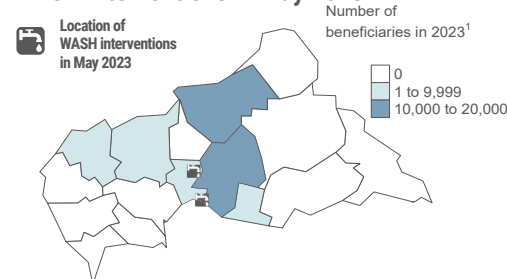 Location of
WASH interventions
in May 2023
Number of
beneficiaries in 2023¹
0
1 to 9,999
10,000 to 20,000